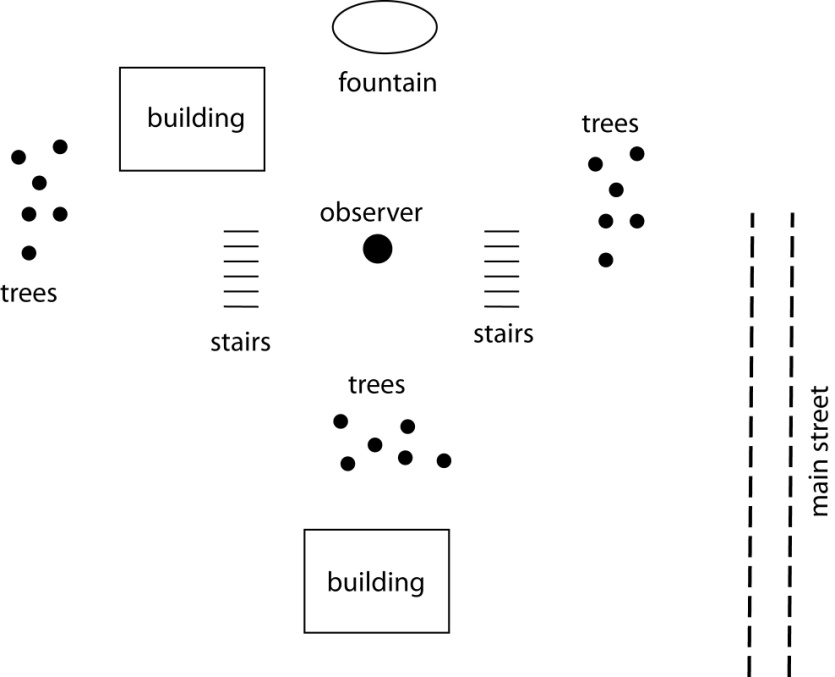 fountain
building
trees
observer
trees
stairs
stairs
trees
main street
building